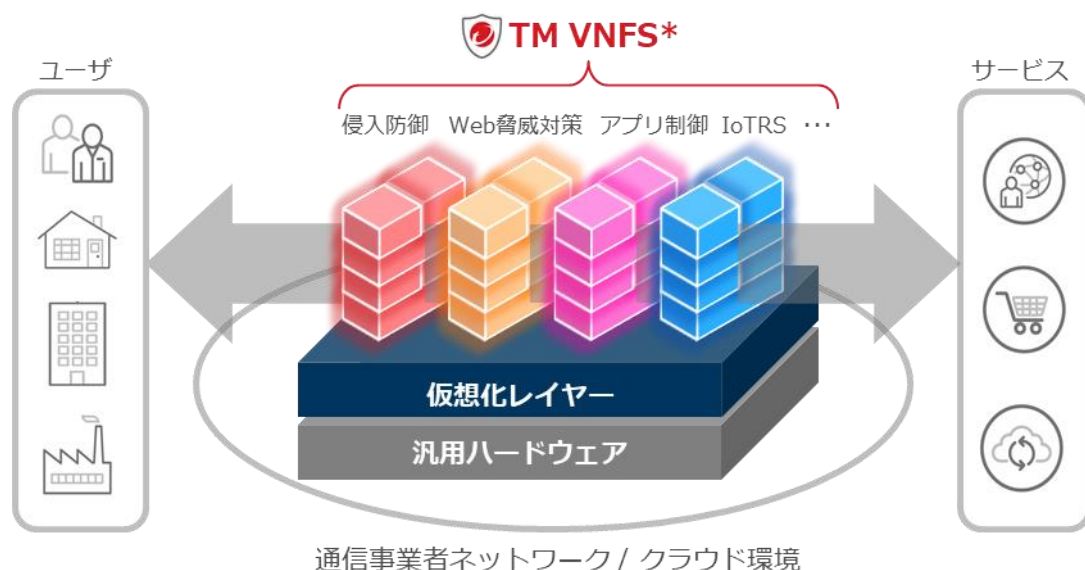 TM VNFS*
ユーザ
サービス
侵入防御 Web脅威対策 アプリ制御 IoTRS ･･･
仮想化レイヤー
汎用ハードウェア
通信事業者ネットワーク / クラウド環境